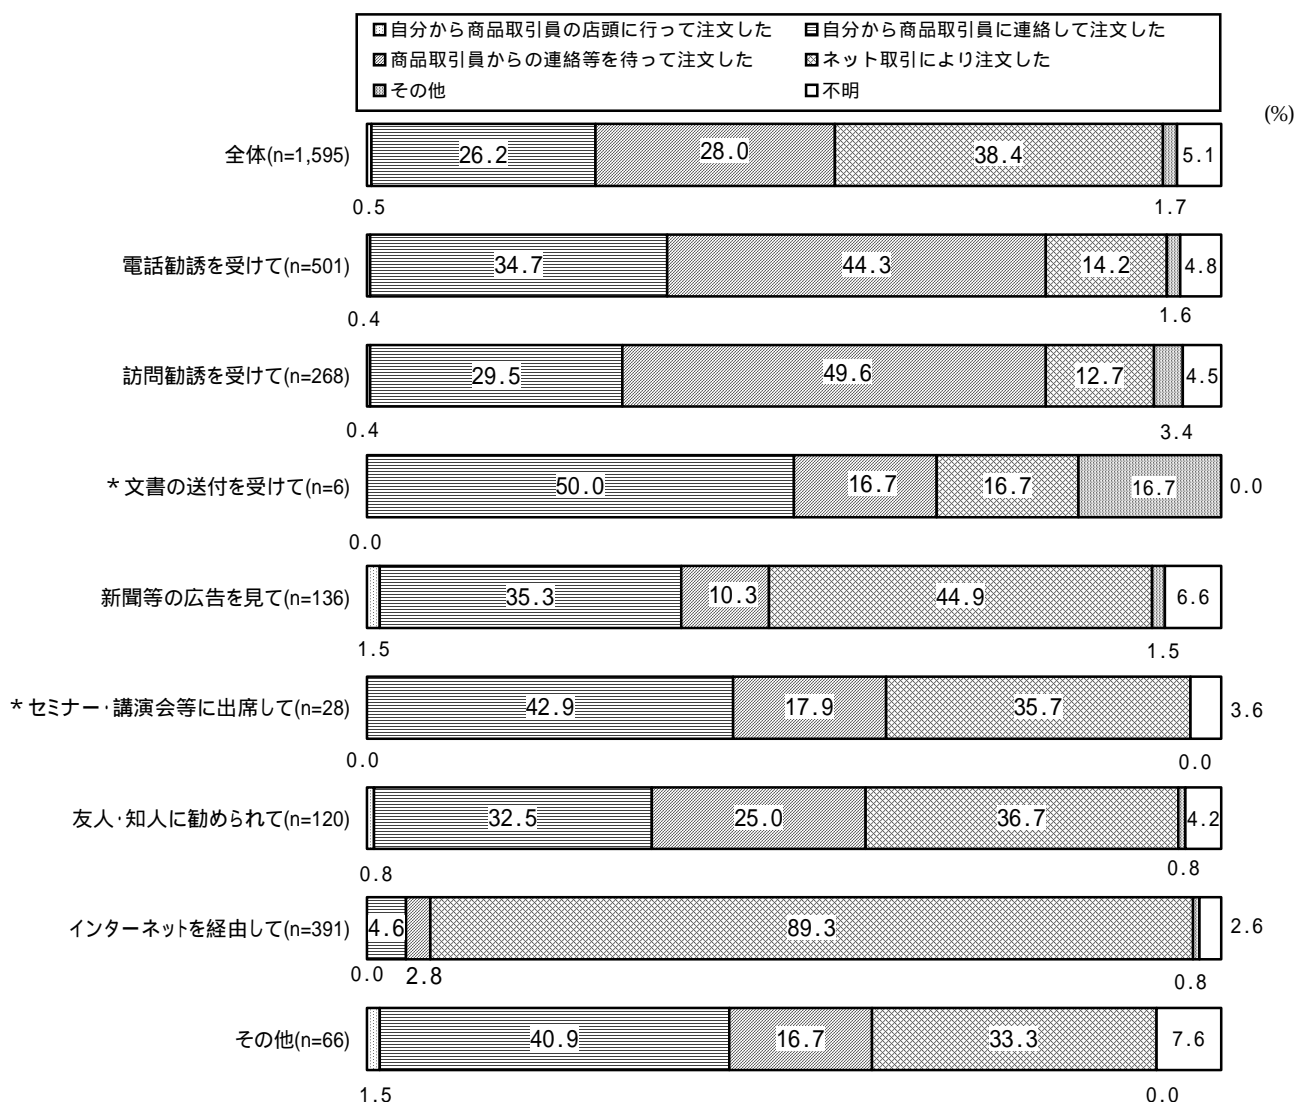 自分から商品取引員の店頭に行って注文した 自分から商品取引員に連絡して注文した
商品取引員からの連絡等を待って注文した ネット取引により注文した
その他 不明
(%)
全体(n=1,595) 26.2 28.0 38.4 5.1
0.5 1.7
電話勧誘を受けて(n=501) 34.7 44.3 14.2 4.8
0.4 1.6
訪問勧誘を受けて(n=268) 29.5 49.6 12.7 4.5
0.4 3.4
*文書の送付を受けて(n=6) 50.0 16.7 16.7 16.7 0.0
0.0
新聞等の広告を見て(n=136) 35.3 10.3 44.9 6.6
1.5 1.5
*セミナー・講演会等に出席して(n=28) 42.9 17.9 35.7 3.6
0.0 0.0
友人・知人に勧められて(n=120) 32.5 25.0 36.7 4.2
0.8 0.8
インターネットを経由して(n=391) 4.6 89.3 2.6
0.0 2.8 0.8
その他(n=66) 40.9 16.7 33.3 7.6
1.5 0.0